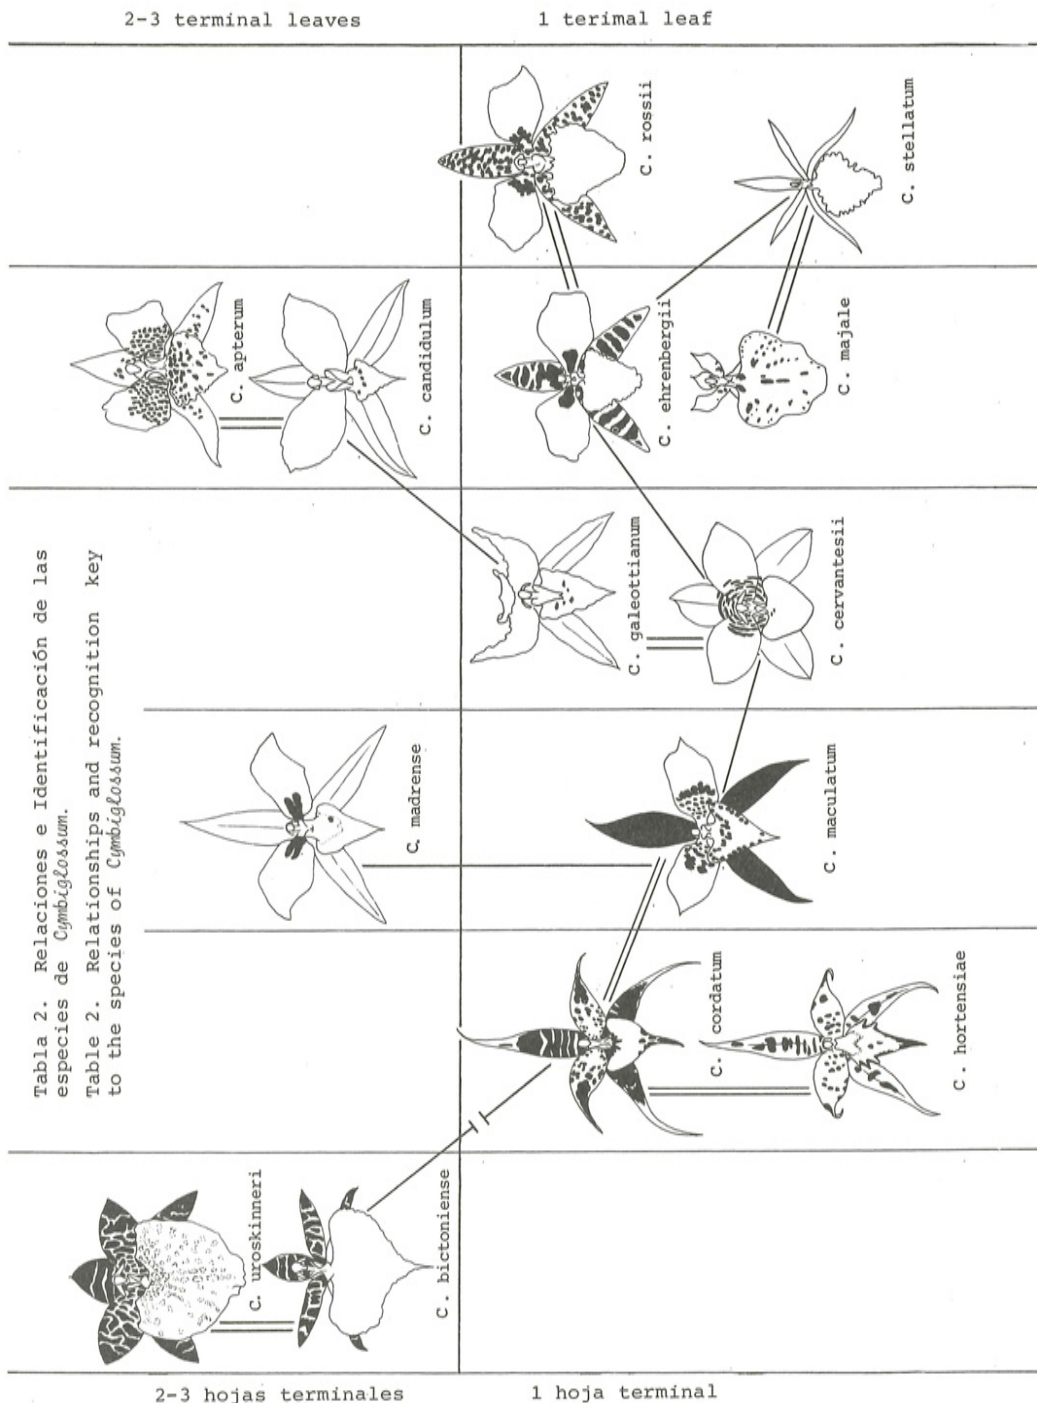 2-3 terminal leaves
1 terimal leaf
Tabla 2. Relaciones e Identificación de las
especies de Cymbiglossum.
Table 2. Relationships and recognition key
to the species of Cymbiglossum.
C. rossii
C. stellatum
C. apterum
C. candidulum
C. ehrenbergii
C. majale
C. galeottianum
C. cervantesii
C. madrense
C. maculatum
C. cordatum
C. hortensiae
C. uroskinneri
C. bictoniense
2-3 hojas terminales
1 hoja terminal